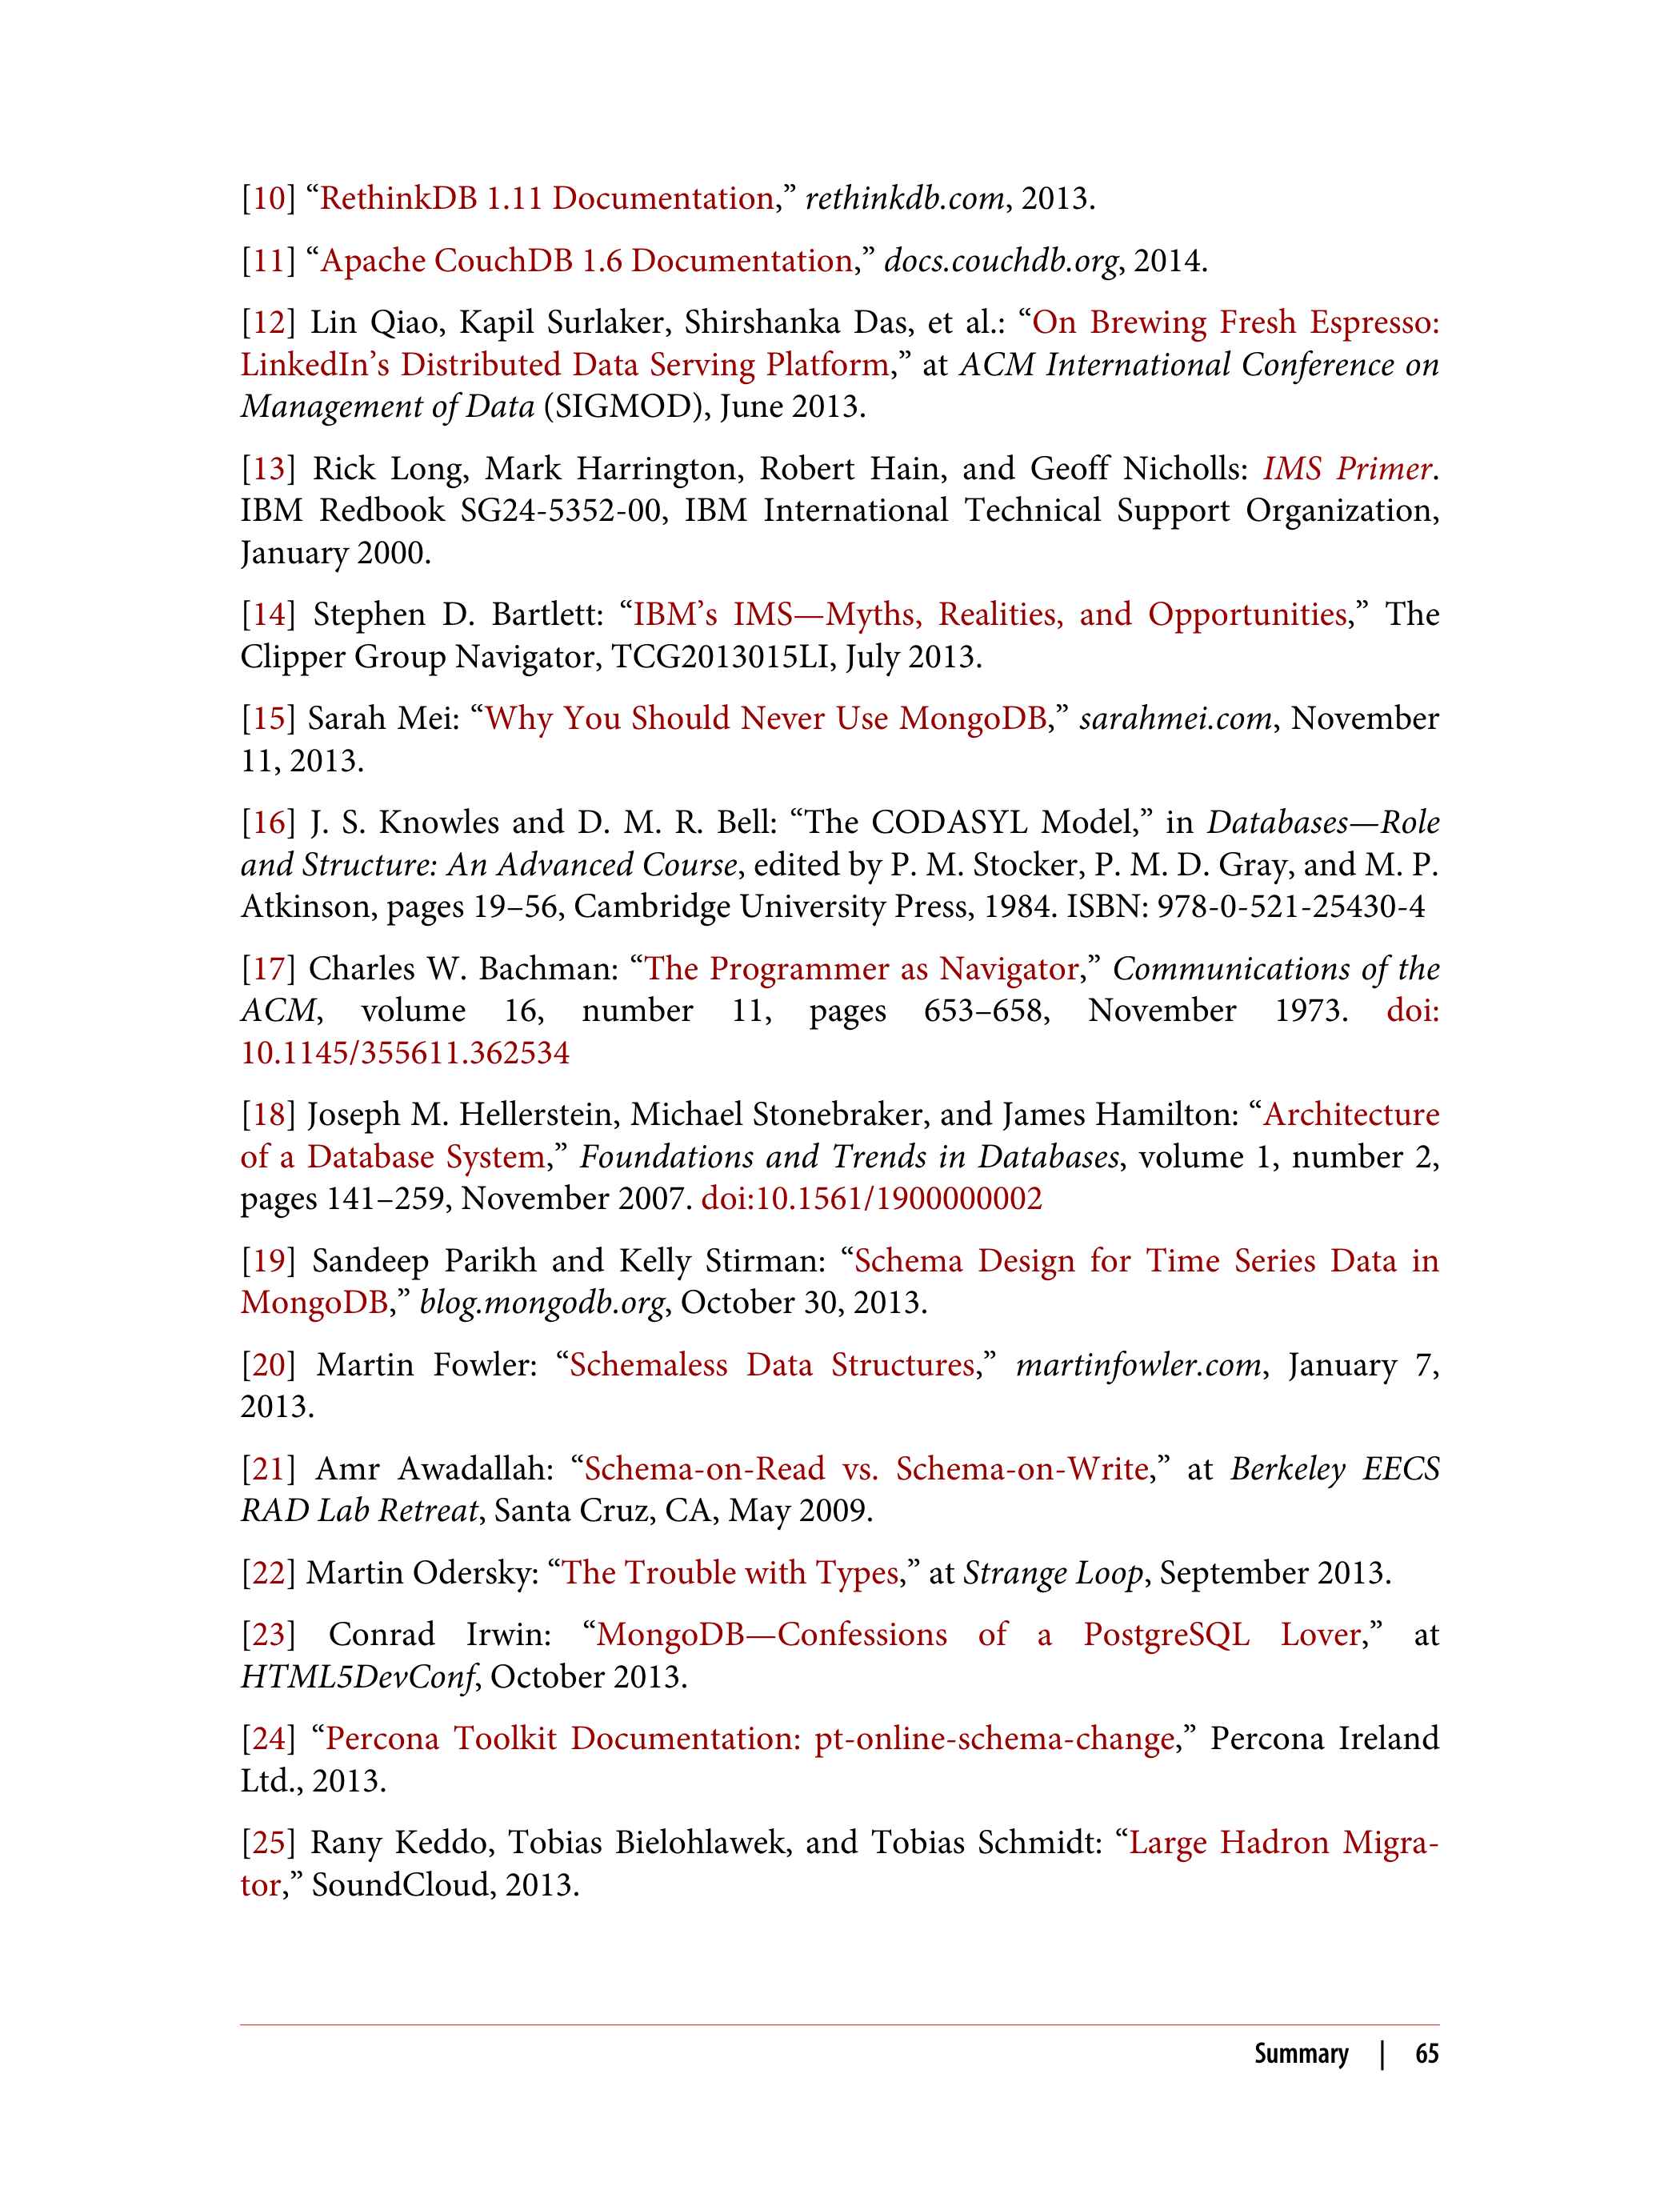 [10] “RethinkDB 1.11 Documentation,” rethinkdb.com, 2013.
[11] “Apache CouchDB 1.6 Documentation,” docs.couchdb.org, 2014.
[12] Lin Qiao, Kapil Surlaker, Shirshanka Das, et al.: “On Brewing Fresh Espresso:
LinkedIn’s Distributed Data Serving Platform,” at ACM International Conference on
Management of Data (SIGMOD), June 2013.
[13] Rick Long, Mark Harrington, Robert Hain, and Geoff Nicholls: IMS Primer.
IBM Redbook SG24-5352-00, IBM International Technical Support Organization,
January 2000.
[14] Stephen D. Bartlett: “IBM’s IMS—Myths, Realities, and Opportunities,” The
Clipper Group Navigator, TCG2013015LI, July 2013.
[15] Sarah Mei: “Why You Should Never Use MongoDB,” sarahmei.com, November
11, 2013.
[16] J. S. Knowles and D. M. R. Bell: “The CODASYL Model,” in Databases—Role
and Structure: An Advanced Course, edited by P. M. Stocker, P. M. D. Gray, and M. P.
Atkinson, pages 19–56, Cambridge University Press, 1984. ISBN: 978-0-521-25430-4
[17] Charles W. Bachman: “The Programmer as Navigator,” Communications of the
ACM, volume 16, number 11, pages 653–658, November 1973. doi:
10.1145/355611.362534
[18] Joseph M. Hellerstein, Michael Stonebraker, and James Hamilton: “Architecture
of a Database System,” Foundations and Trends in Databases, volume 1, number 2,
pages 141–259, November 2007. doi:10.1561/1900000002
[19] Sandeep Parikh and Kelly Stirman: “Schema Design for Time Series Data in
MongoDB,” blog.mongodb.org, October 30, 2013.
[20] Martin Fowler: “Schemaless Data Structures,” martinfowler.com, January 7,
2013.
[21] Amr Awadallah: “Schema-on-Read vs. Schema-on-Write,” at Berkeley EECS
RAD Lab Retreat, Santa Cruz, CA, May 2009.
[22] Martin Odersky: “The Trouble with Types,” at Strange Loop, September 2013.
[23] Conrad Irwin: “MongoDB—Confessions of a PostgreSQL Lover,” at
HTML5DevConf, October 2013.
[24] “Percona Toolkit Documentation: pt-online-schema-change,” Percona Ireland
Ltd., 2013.
[25] Rany Keddo, Tobias Bielohlawek, and Tobias Schmidt: “Large Hadron Migra-
tor,” SoundCloud, 2013.
Summary | 65